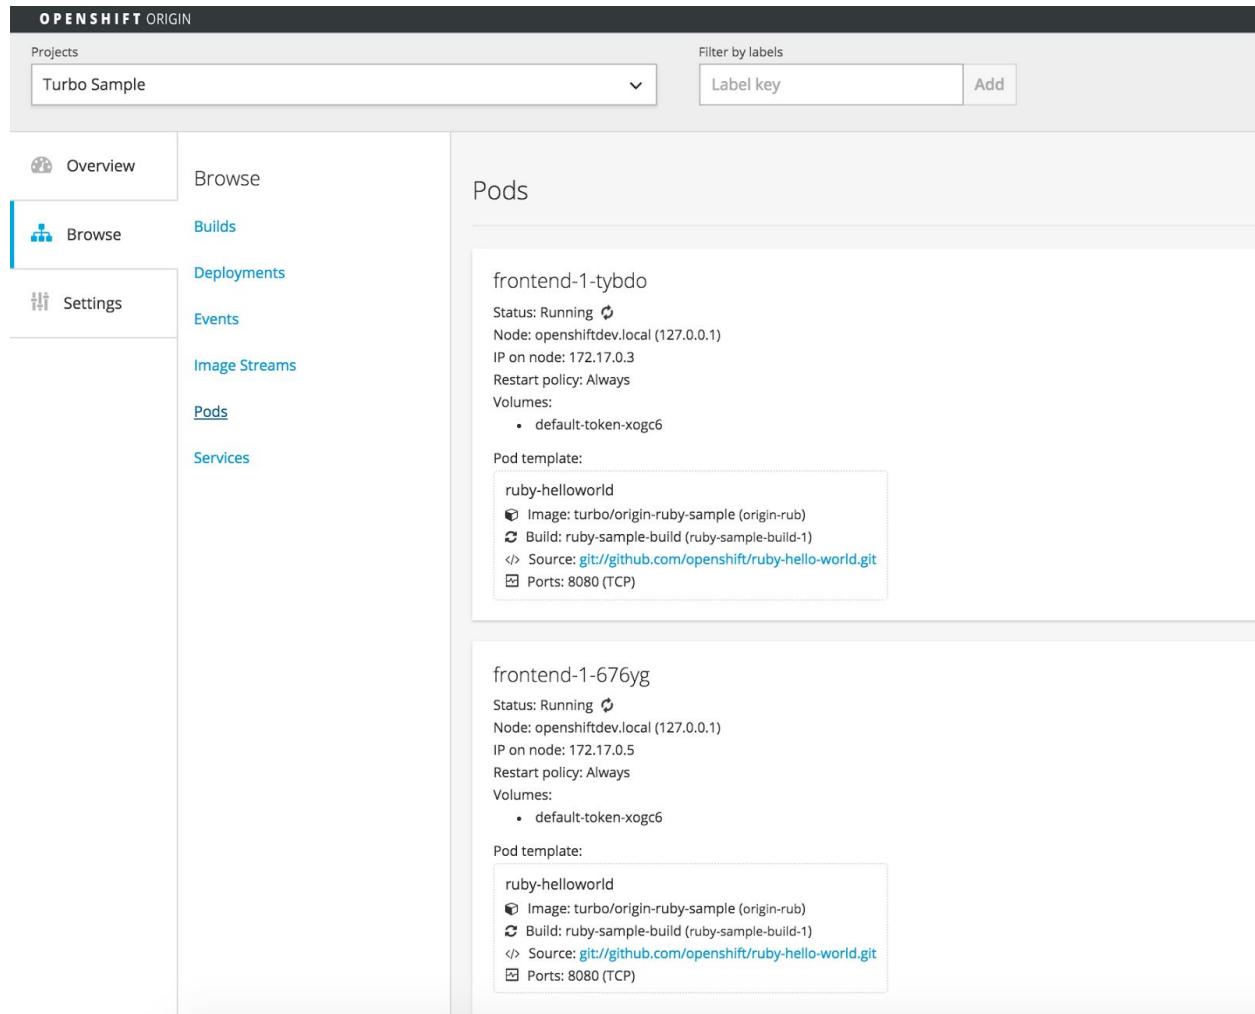 OPENSHIFT ORIGIN
Projects
Filter by labels
Turbo Sample
Label key
Add
Overview
Browse
Settings
Browse
Builds
Deployments
Events
Image Streams
Pods
Services
Pods
frontend-1-tybdo
Status: Running
Node: openshiftdev.local (127.0.0.1)
IP on node: 172.17.0.3
Restart policy: Always
Volumes:
• default-token-xogc6
Pod template:
ruby-helloworld
Image: turbo/origin-ruby-sample (origin-rub)
Build: ruby-sample-build (ruby-sample-build-1)
</> Source: git://github.com/openshift/ruby-hello-world.git
Ports: 8080 (TCP)
frontend-1-676yg
Status: Running
Node: openshiftdev.local (127.0.0.1)
IP on node: 172.17.0.5
Restart policy: Always
Volumes:
• default-token-xogc6
Pod template:
ruby-helloworld
Image: turbo/origin-ruby-sample (origin-rub)
Build: ruby-sample-build (ruby-sample-build-1)
</> Source: git://github.com/openshift/ruby-hello-world.git
Ports: 8080 (TCP)